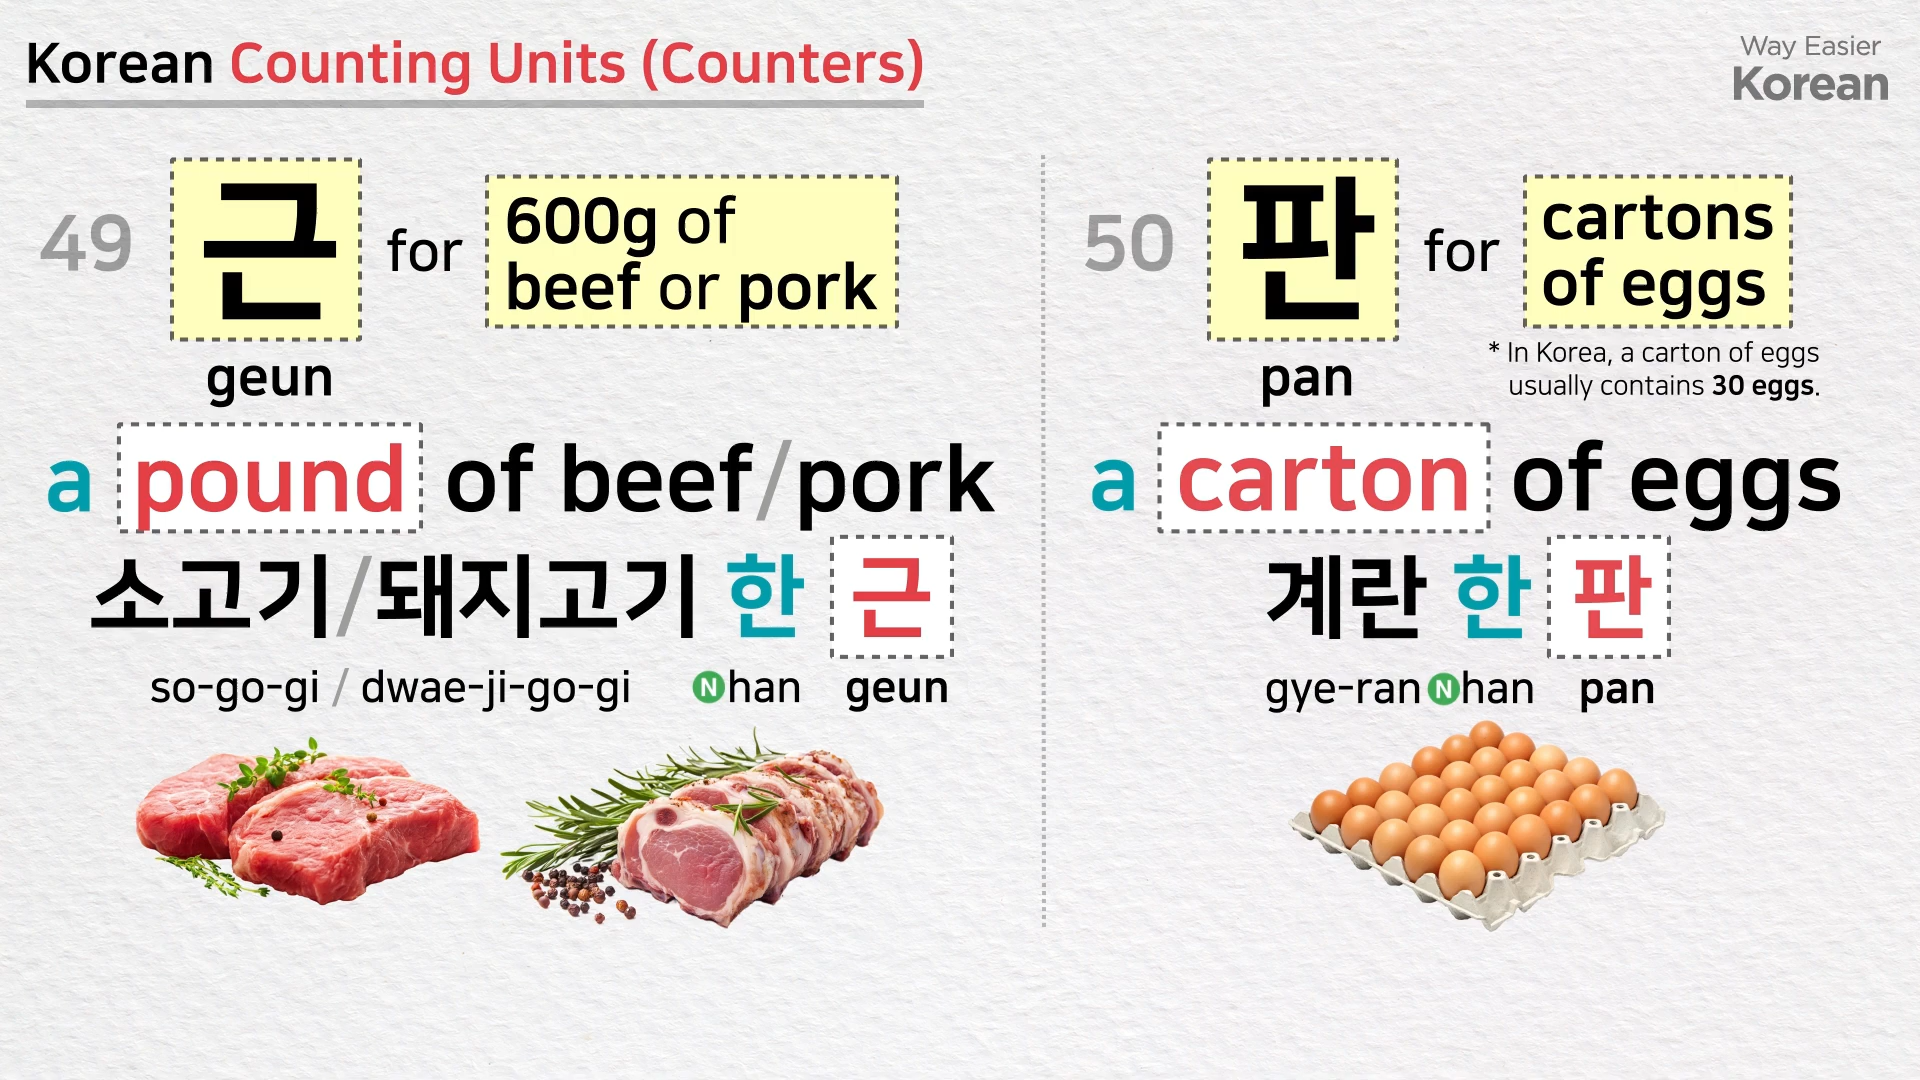 Korean Counting Units (Counters)
Way Easier
Korean
49
근
geun
for
600g of
beef or pork
a pound of beef/pork
소고기/돼지고기 한 근
so-go-gi / dwae-ji-go-gi N han geun
50
판
pan
for
cartons
of eggs
* In Korea, a carton of eggs
usually contains 30 eggs.
a carton of eggs
계란 한 판
gye-ran N han pan